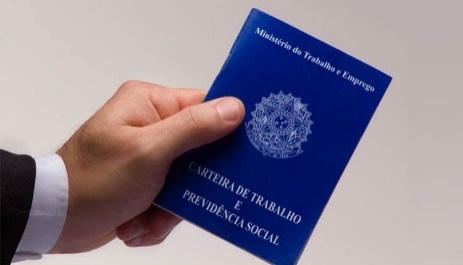 Ministério do Trabalho e Emprego
CARTEIRA DE TRABALHO
E
PREVIDÊNCIA SOCIAL